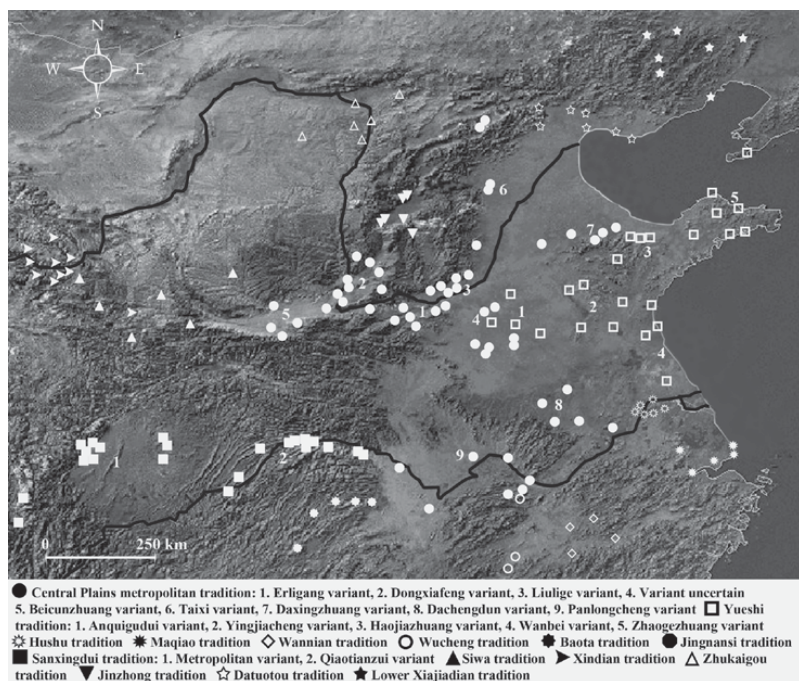 N
W E
S
6
5
7
3
2
3
5
1
4 1
2
4
8
9
1
2
0 250 km
Central Plains metropolitan tradition: 1. Erligang variant, 2. Dongxiafeng variant, 3. Liulige variant, 4. Variant uncertain
5. Beicunzhuang variant, 6. Taixi variant, 7. Daxingzhuang variant, 8. Dachengdun variant, 9. Panlongcheng variant Yueshi
tradition: 1. Anquigudui variant, 2. Yingjiacheng variant, 3. Haojiazhuang variant, 4. Wanbei variant, 5. Zhaogezhuang variant
Hushu tradition Maqiao tradition Wannian tradition Wucheng tradition Baota tradition Jingnansi tradition
Sanxingdui tradition: 1. Metropolitan variant, 2. Qiaotianzui variant Siwa tradition Xindian tradition Zhukaigou
tradition Jinzhong tradition Datuotou tradition Lower Xiajiadian tradition